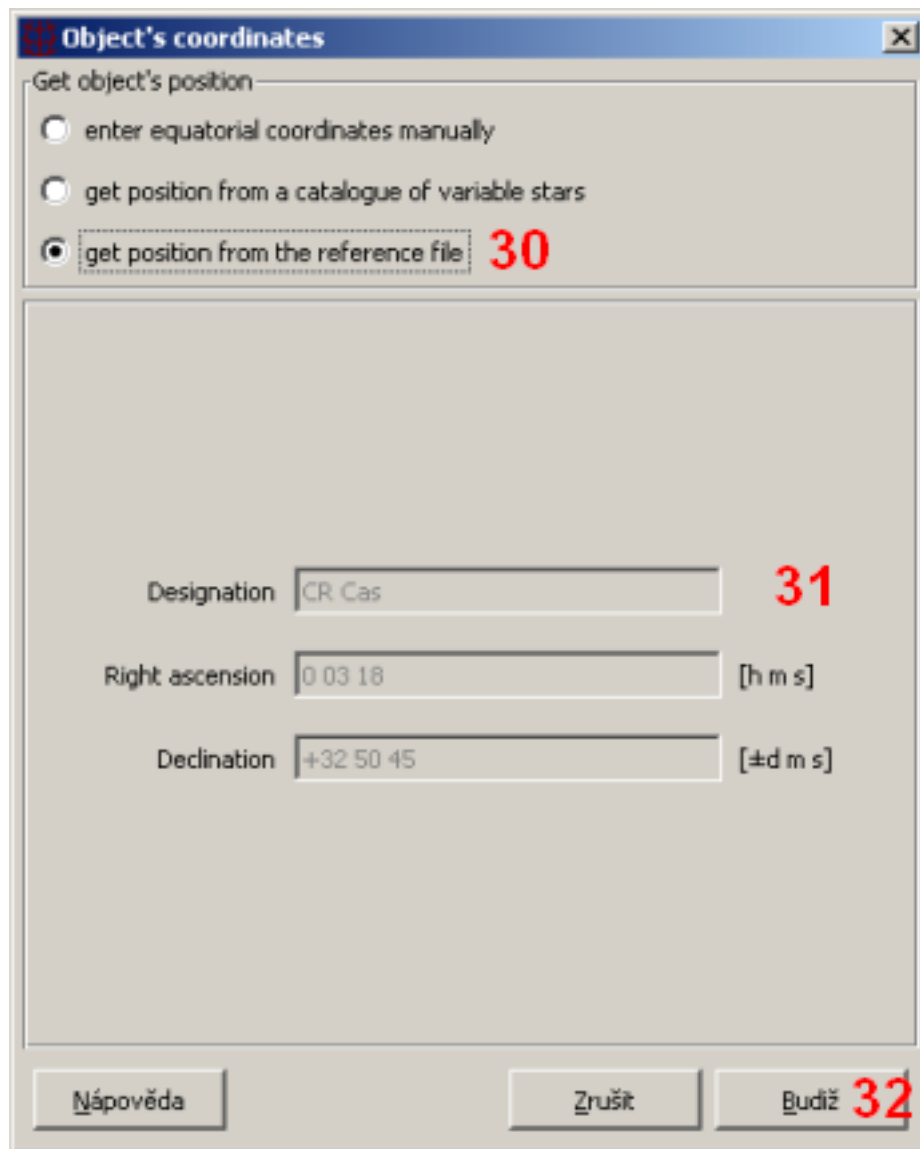 Object's coordinates
Get object's position
enter equatorial coordinates manually
get position from a catalogue of variable stars
get position from the reference file 30
Designation CR Cas 31
Right ascension 0 03 18 [h m s]
Declination +32 50 45 [±d m s]
Nápověda Zrušit Budiž 32